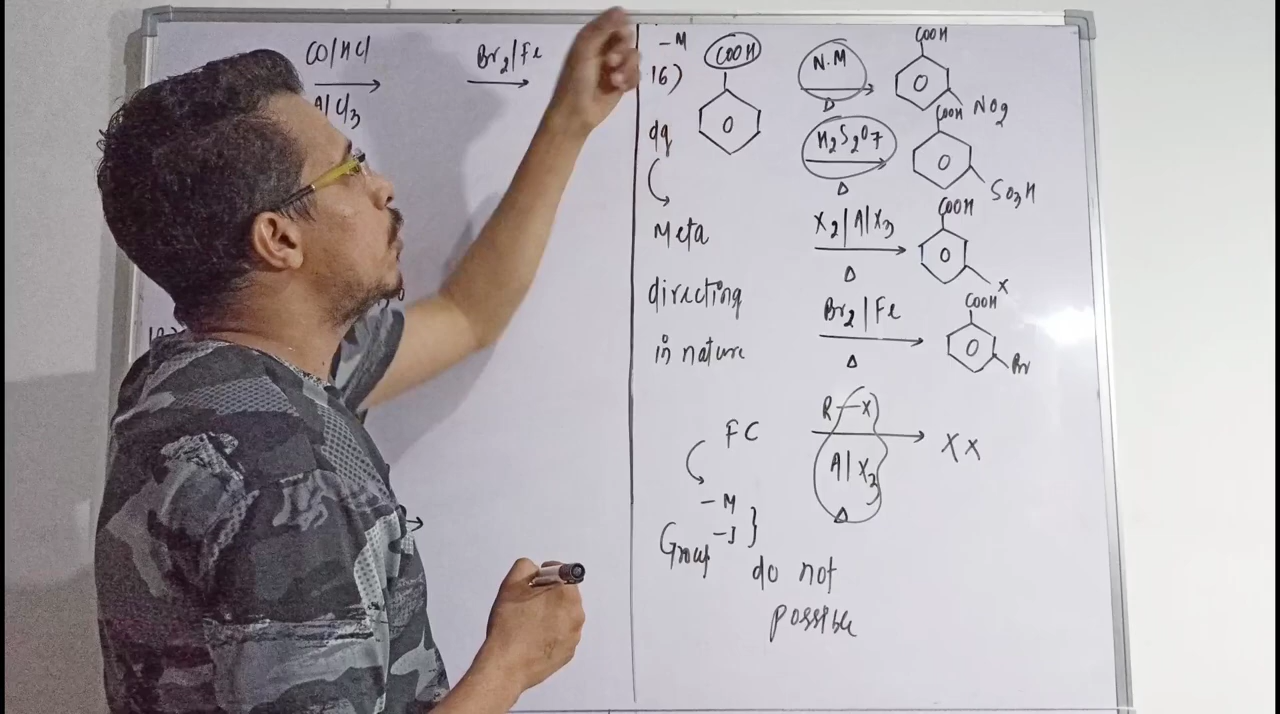 CO/HCl
AlCl3
Br2/Fe
-M
16)
COOH
N.M
Δ
COOH
NO2
dq
H2S2O7
Δ
COOH
SO3H
Meta
X2/AlX3
Δ
COOH
X
directing
Br2/Fe
Δ
COOH
Br
in nature
FC
R-X
AlX3
Δ
XX
-M
-I }
Group
do not
possible